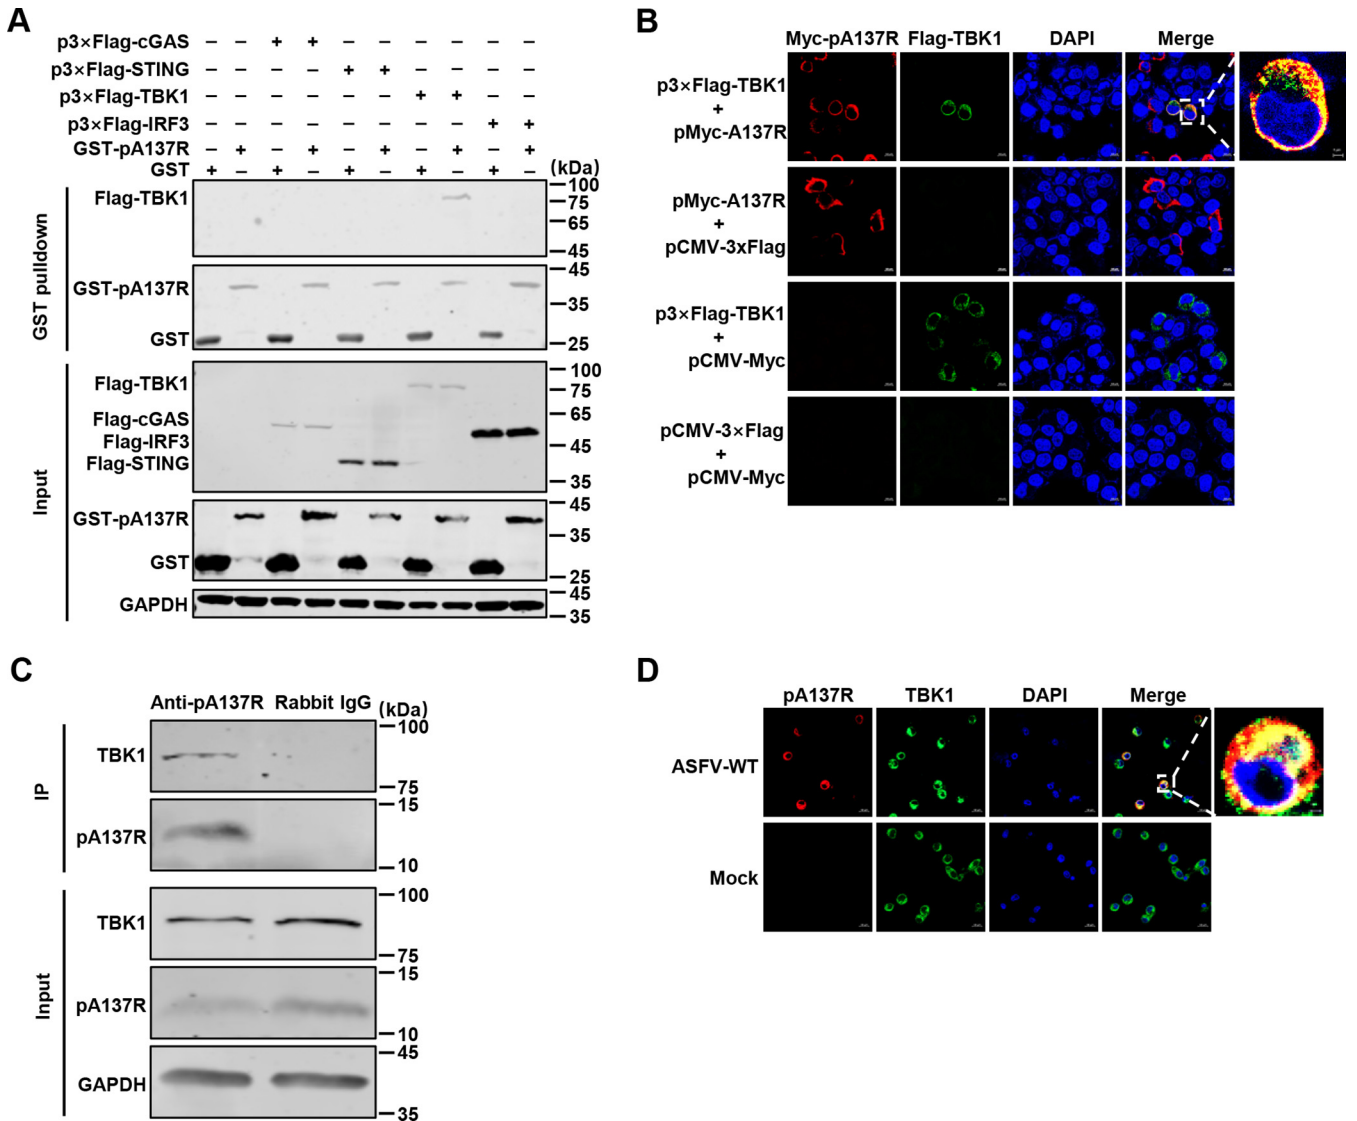 A
p3×Flag-cGAS − − + + − − − − − −
p3×Flag-STING − − − − + + − − − −
p3×Flag-TBK1 − − − − − − + + − −
p3×Flag-IRF3 − − − − − − − − + +
GST-pA137R − + − + − + − + − +
GST + − + − + − + − + −
(kDa)
GST pulldown
Flag-TBK1
100
75
65
45
GST-pA137R
GST
45
35
25
Input
Flag-TBK1
Flag-cGAS
Flag-IRF3
Flag-STING
100
75
65
45
35
GST-pA137R
GST
45
35
25
GAPDH
45
35
B
Myc-pA137R Flag-TBK1 DAPI Merge
p3×Flag-TBK1
+
pMyc-A137R
pMyc-A137R
+
pCMV-3xFlag
p3×Flag-TBK1
+
pCMV-Myc
pCMV-3×Flag
+
pCMV-Myc
C
Anti-pA137R Rabbit IgG (kDa)
IP
TBK1
100
75
pA137R
15
10
Input
TBK1
100
75
pA137R
15
10
GAPDH
45
35
D
pA137R TBK1 DAPI Merge
ASFV-WT
Mock